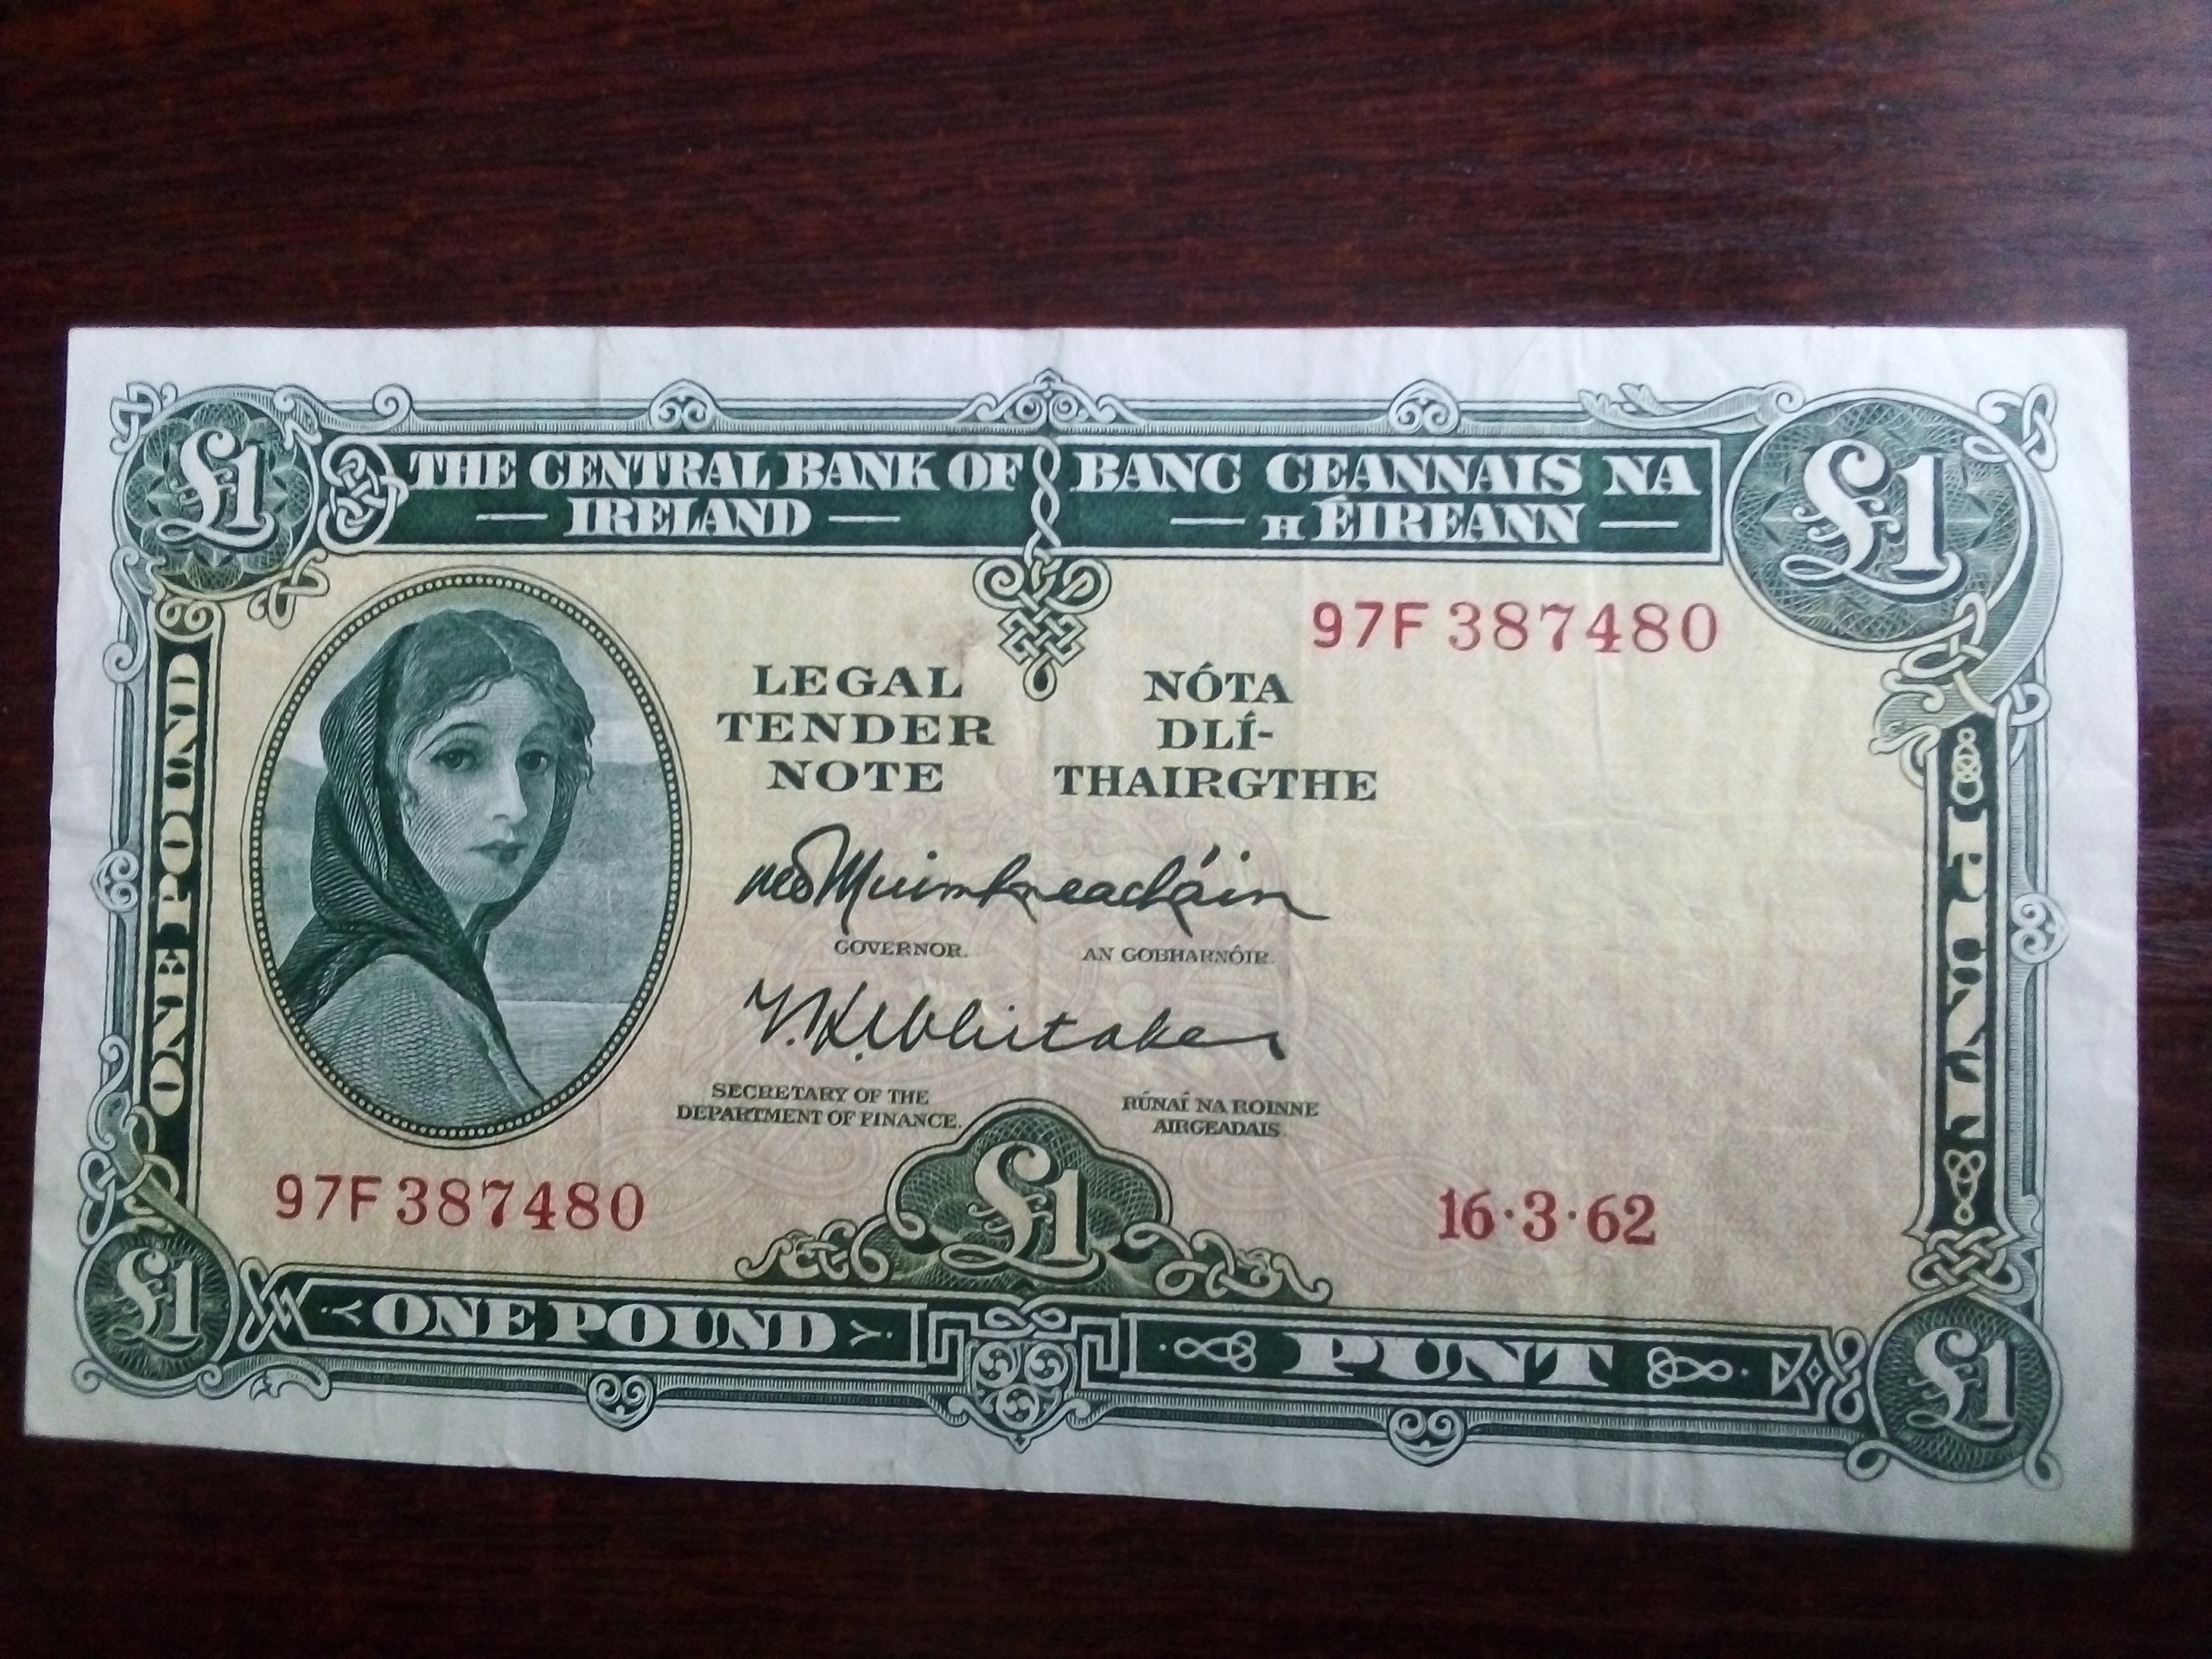 £1
THE CENTRAL BANK OF
IRELAND
BANC CEANNAIS NA
H ÉIREANN
£1
97F 387480
LEGAL
TENDER
NOTE
NÓTA
DLÍ-
THAIRGTHE
ONE POUND
PUNT
GOVERNOR.
AN GOBHARNÓIR.
T.K. Whitaker
SECRETARY OF THE
DEPARTMENT OF FINANCE.
RÚNAÍ NA ROINNE
AIRGEADAIS.
97F 387480
£1
16·3·62
£1
ONE POUND
PUNT
£1